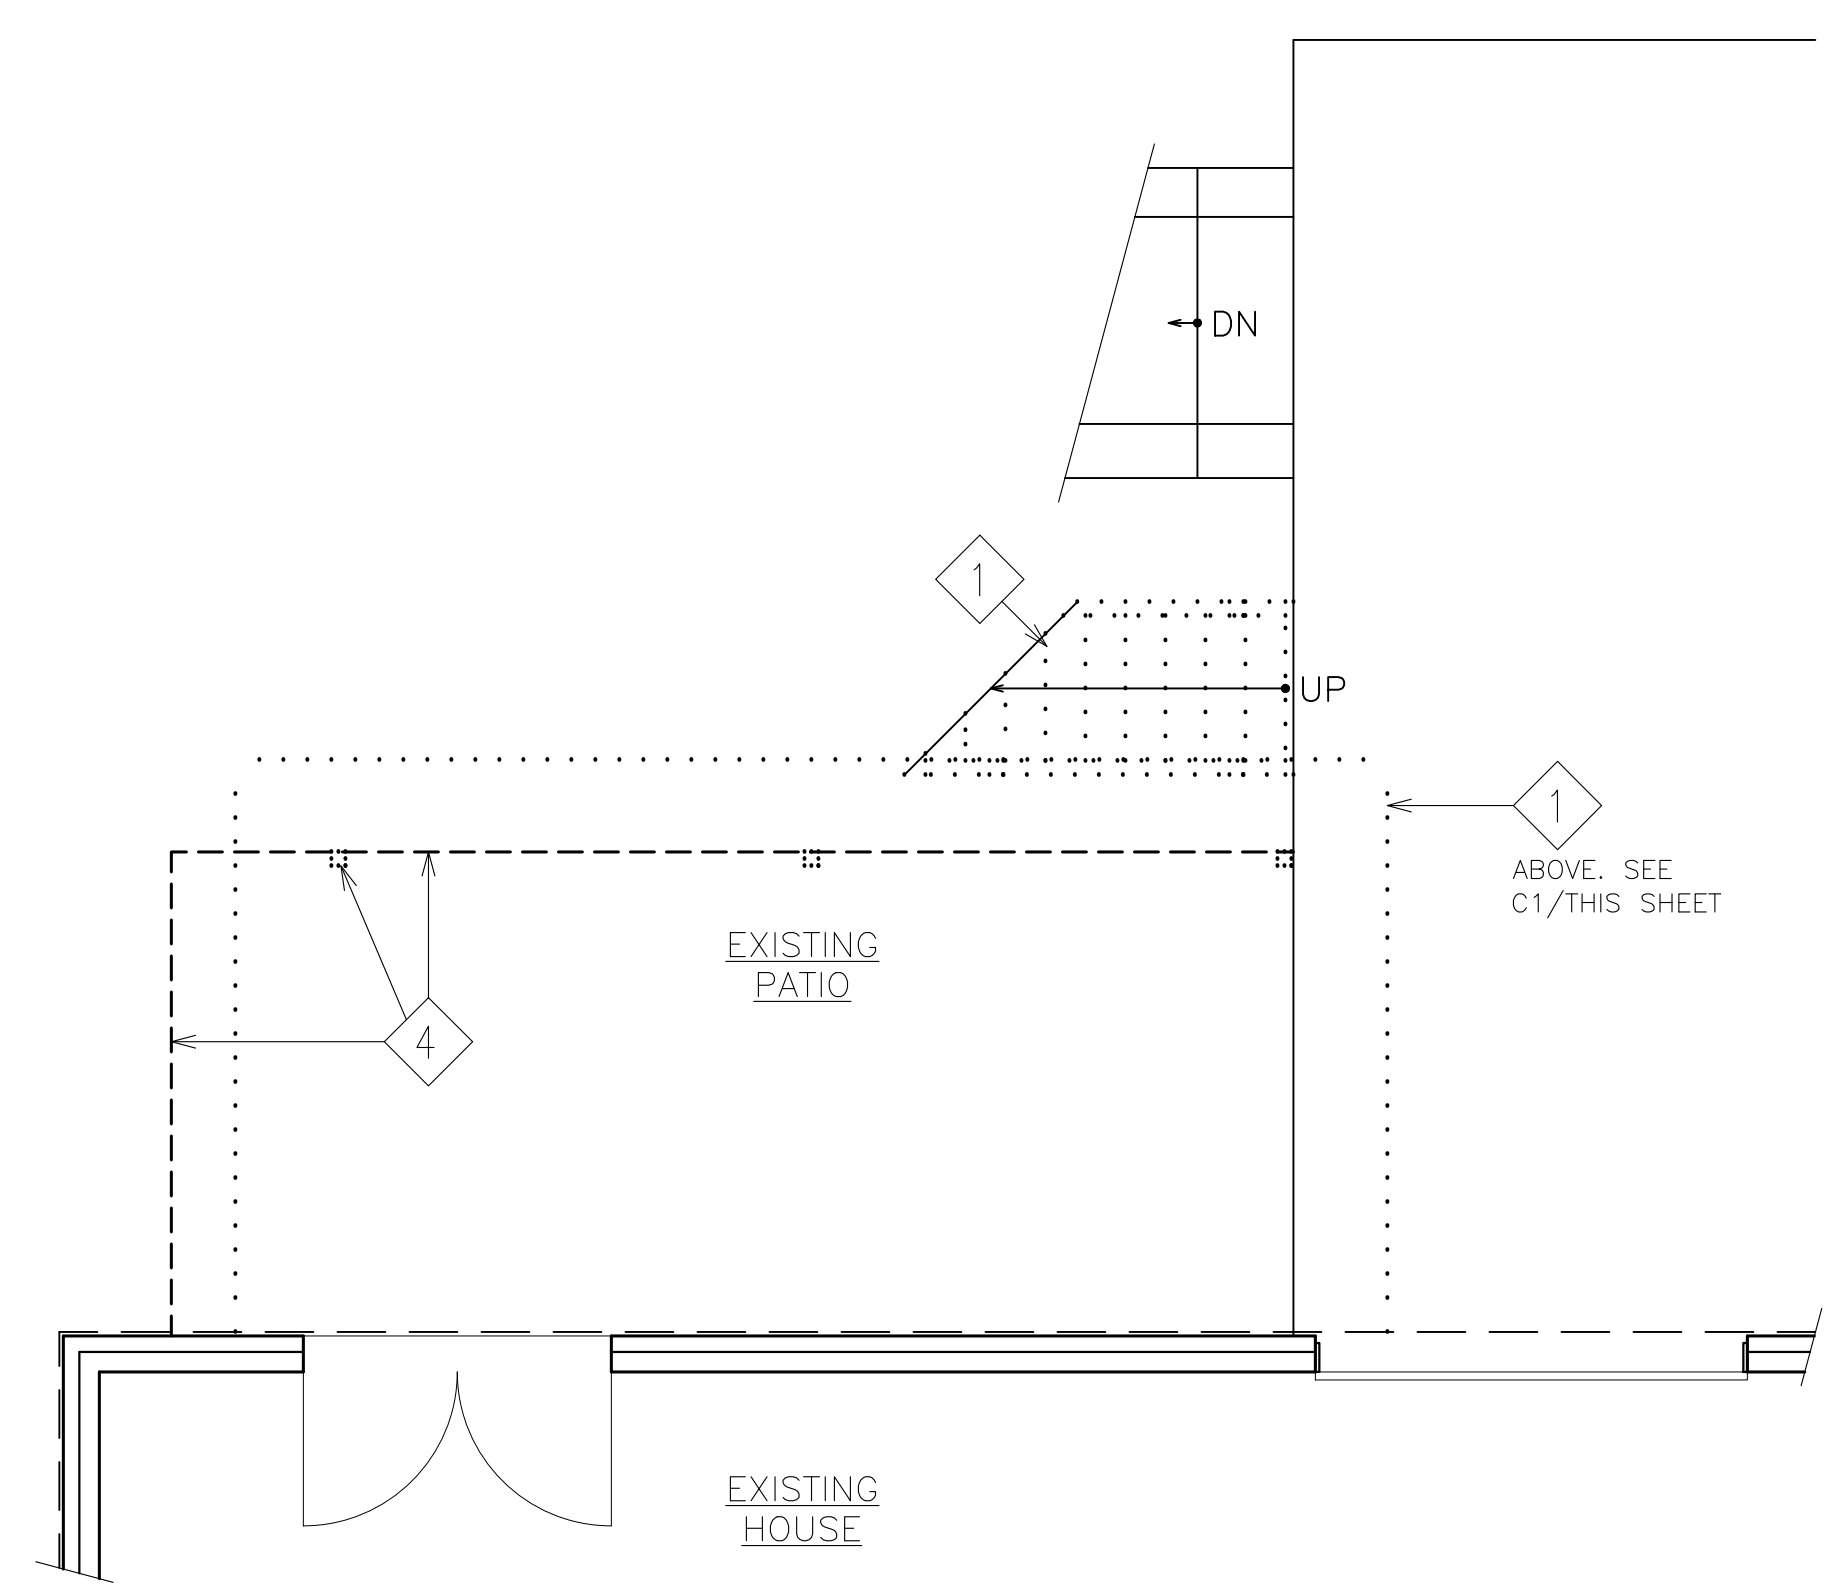 DN
1
UP
1
ABOVE. SEE
C1/THIS SHEET
EXISTING
PATIO
4
EXISTING
HOUSE